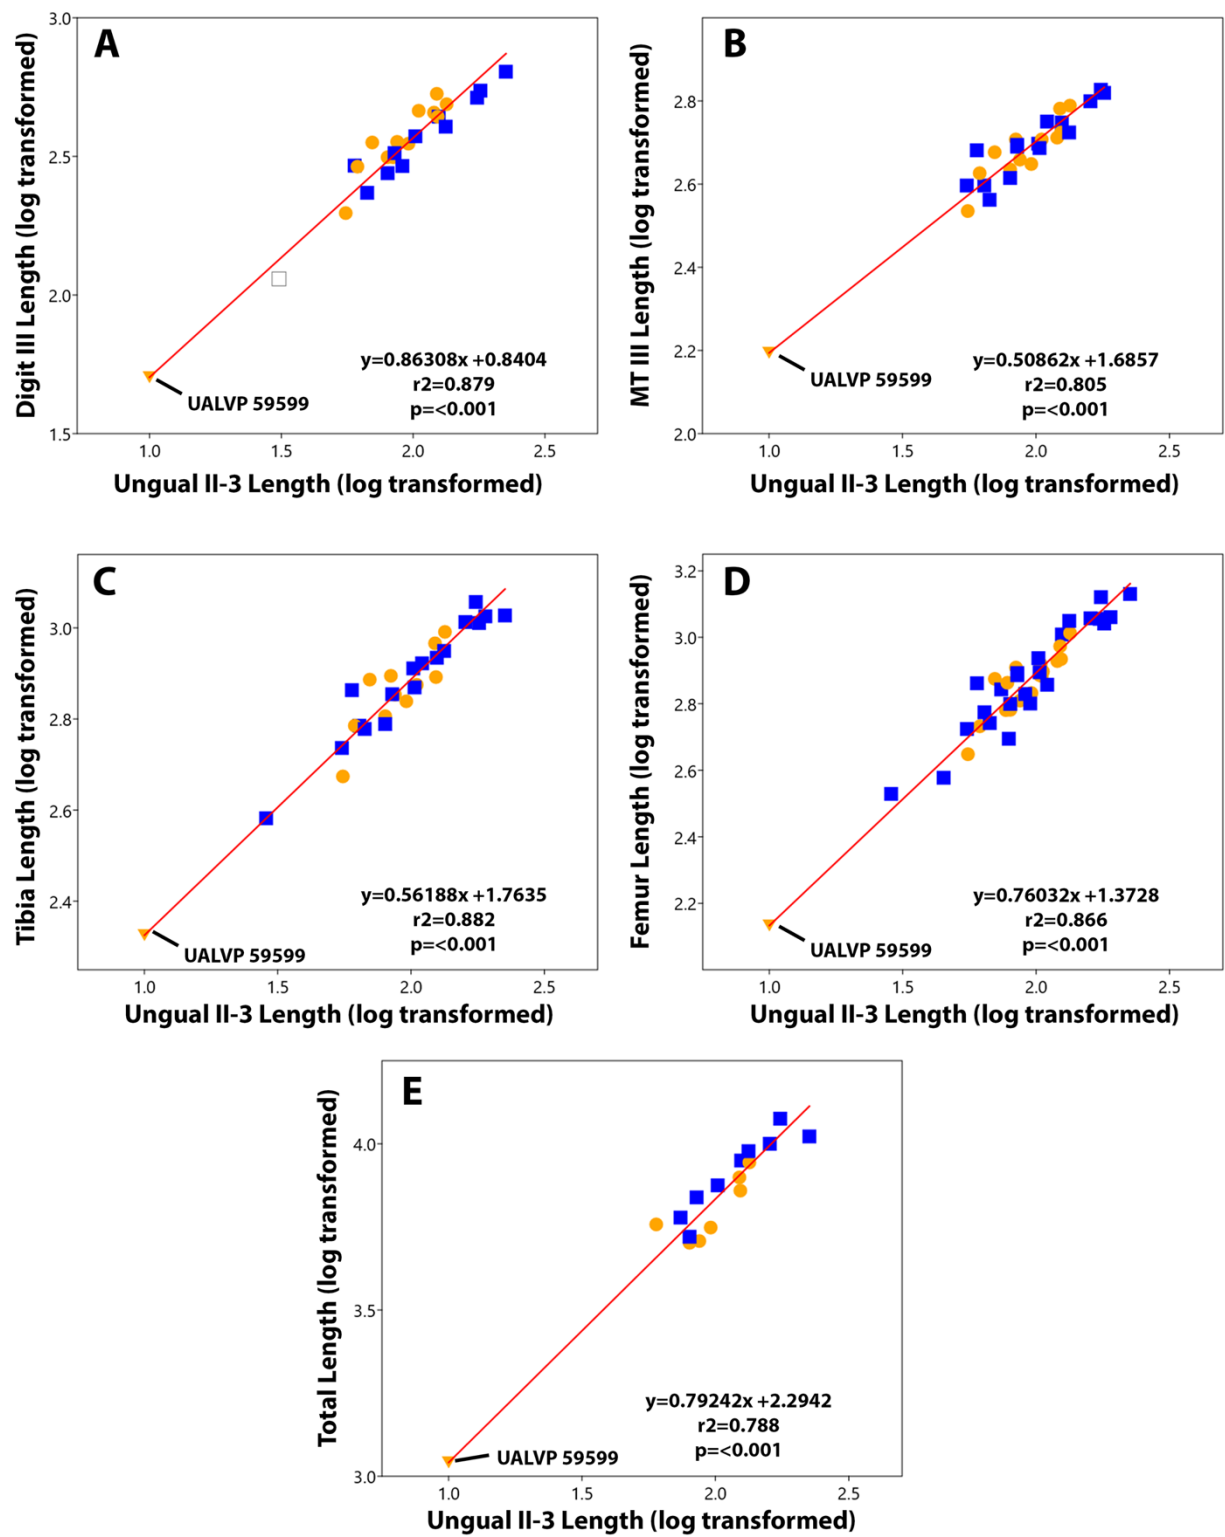 A
3.0
2.5
2.0
1.5
Digit III Length (log transformed)
y=0.86308x +0.8404
r2=0.879
p=<0.001
UALVP 59599
1.0 1.5 2.0 2.5
Ungual II-3 Length (log transformed)
B
2.8
2.6
2.4
2.2
2.0
MT III Length (log transformed)
y=0.50862x +1.6857
r2=0.805
p=<0.001
UALVP 59599
1.0 1.5 2.0 2.5
Ungual II-3 Length (log transformed)
C
3.0
2.8
2.6
2.4
Tibia Length (log transformed)
y=0.56188x +1.7635
r2=0.882
p=<0.001
UALVP 59599
1.0 1.5 2.0 2.5
Ungual II-3 Length (log transformed)
D
3.2
3.0
2.8
2.6
2.4
2.2
Femur Length (log transformed)
y=0.76032x +1.3728
r2=0.866
p=<0.001
UALVP 59599
1.0 1.5 2.0 2.5
Ungual II-3 Length (log transformed)
E
4.0
3.5
3.0
Total Length (log transformed)
y=0.79242x +2.2942
r2=0.788
p=<0.001
UALVP 59599
1.0 1.5 2.0 2.5
Ungual II-3 Length (log transformed)